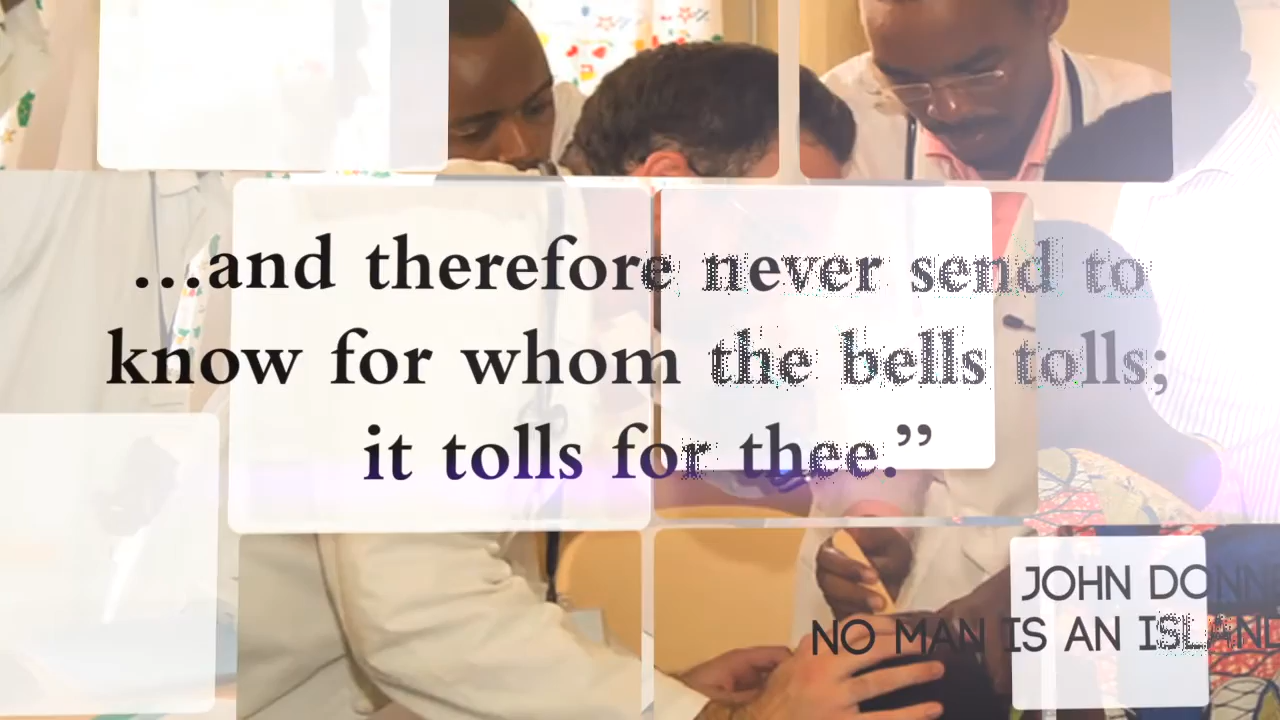 …and therefore never send to
know for whom the bells tolls;
it tolls for thee.”
JOHN DONN
NO MAN IS AN ISLAND